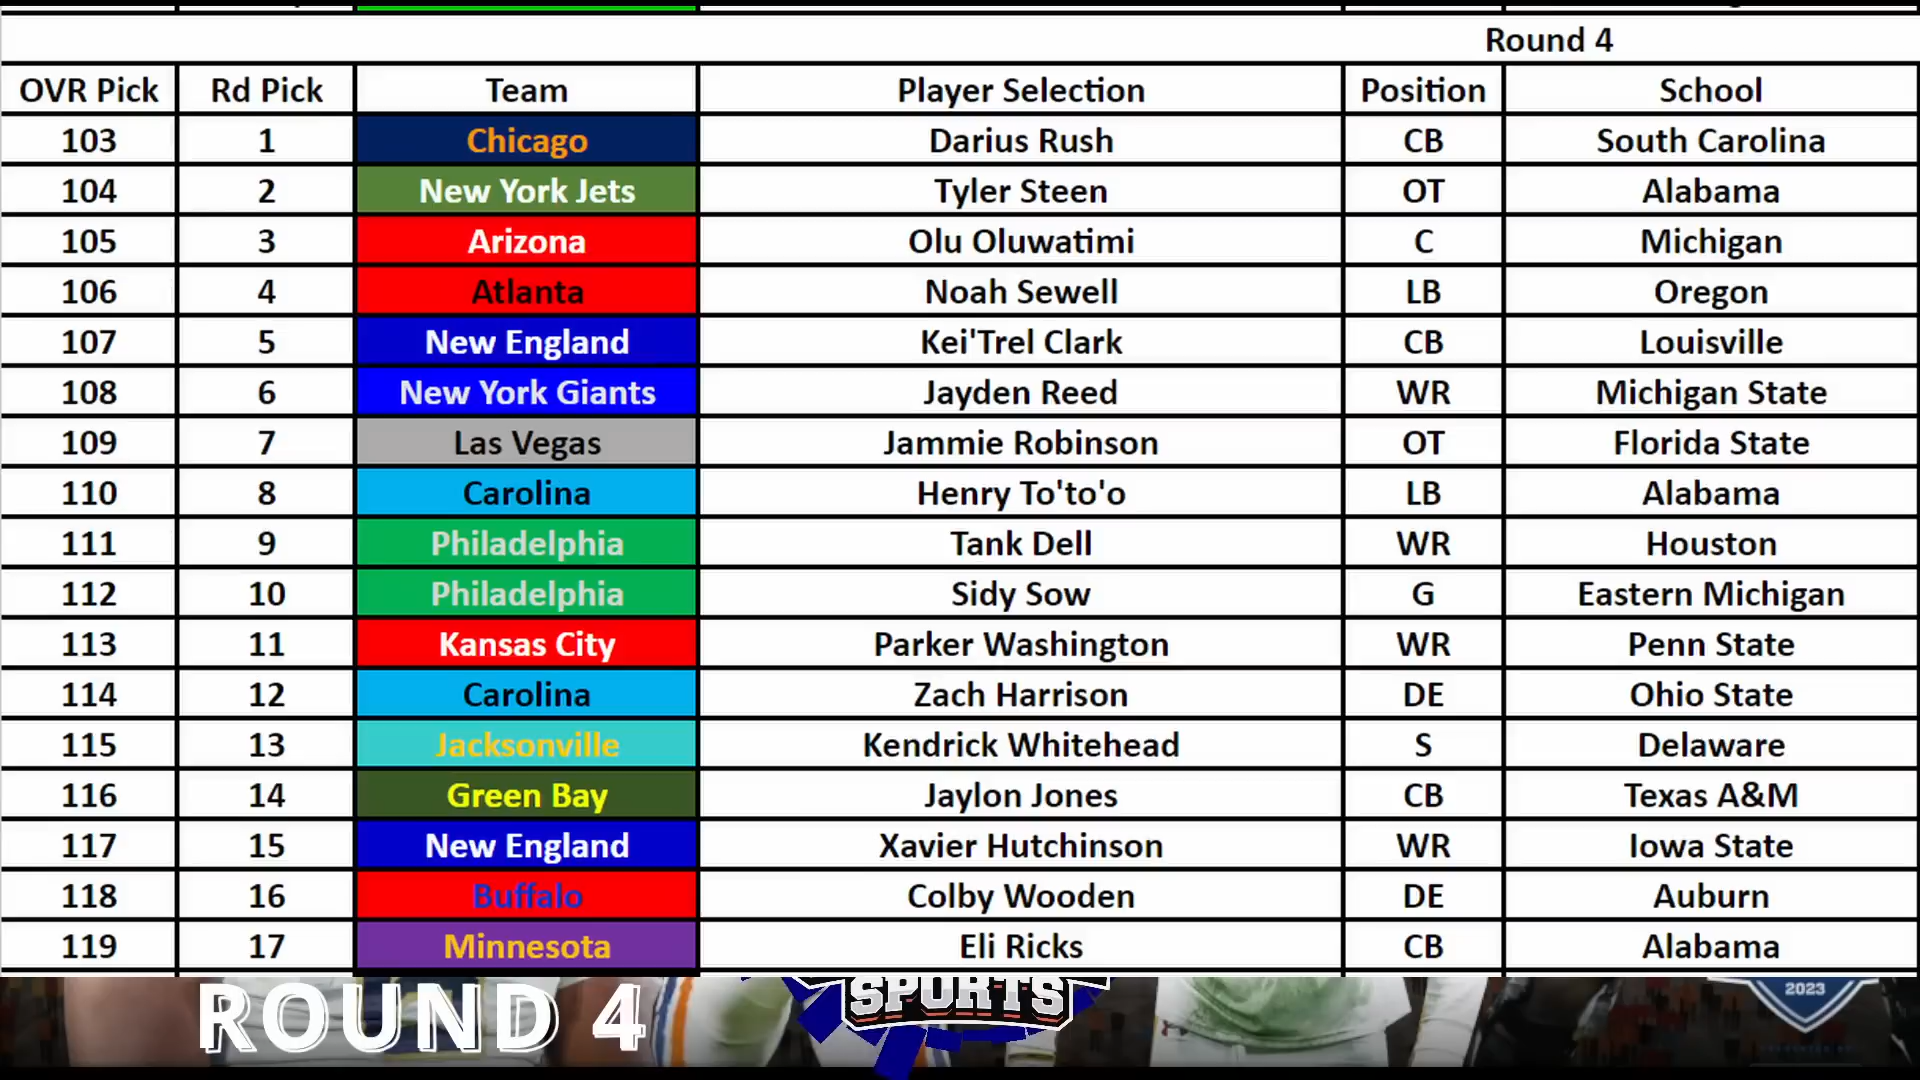 Round 4
OVR Pick Rd Pick Team Player Selection Position School
103 1 Chicago Darius Rush CB South Carolina
104 2 New York Jets Tyler Steen OT Alabama
105 3 Arizona Olu Oluwatimi C Michigan
106 4 Atlanta Noah Sewell LB Oregon
107 5 New England Kei'Trel Clark CB Louisville
108 6 New York Giants Jayden Reed WR Michigan State
109 7 Las Vegas Jammie Robinson OT Florida State
110 8 Carolina Henry To'to'o LB Alabama
111 9 Philadelphia Tank Dell WR Houston
112 10 Philadelphia Sidy Sow G Eastern Michigan
113 11 Kansas City Parker Washington WR Penn State
114 12 Carolina Zach Harrison DE Ohio State
115 13 Jacksonville Kendrick Whitehead S Delaware
116 14 Green Bay Jaylon Jones CB Texas A&M
117 15 New England Xavier Hutchinson WR Iowa State
118 16 Buffalo Colby Wooden DE Auburn
119 17 Minnesota Eli Ricks CB Alabama
ROUND 4
SPORTS
2023